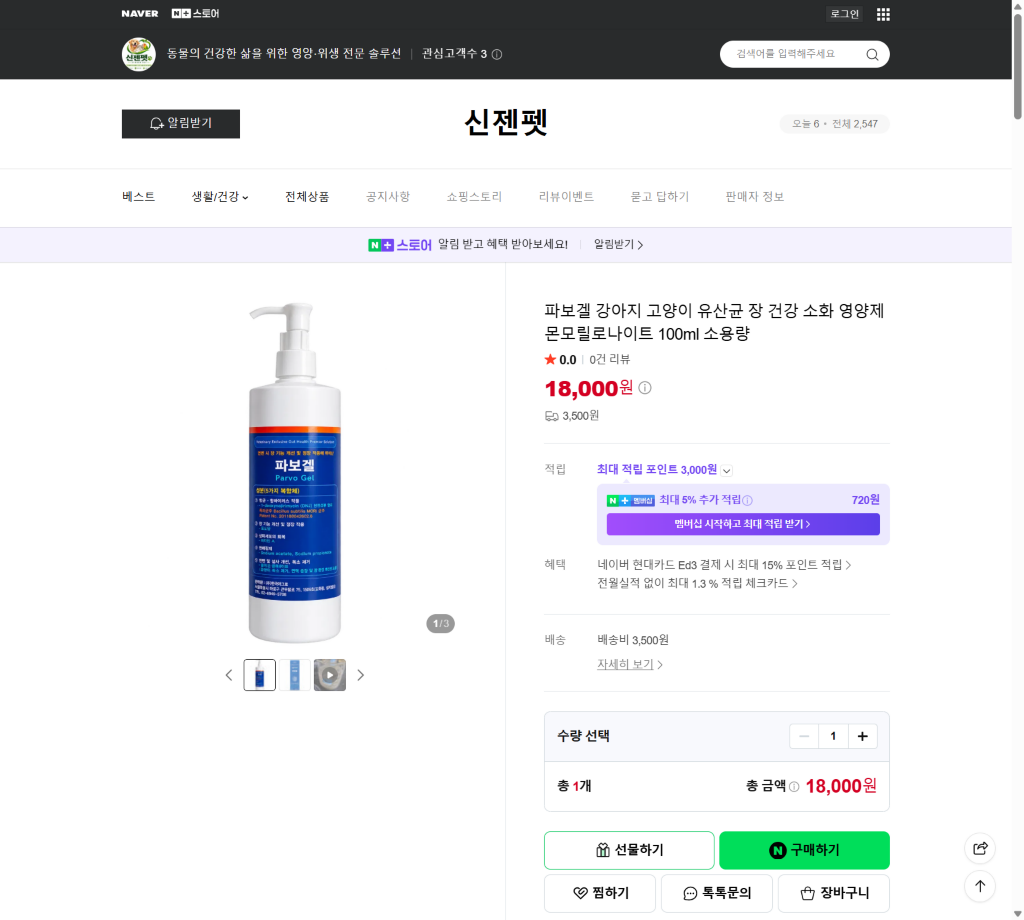 NAVER N+스토어
로그인
동물의 건강한 삶을 위한 영양·위생 전문 솔루션 관심고객수 3
검색어를 입력해주세요
알림받기
신젠펫
오늘 6 • 전체 2,547
베스트 생활/건강 전체상품 공지사항 쇼핑스토리 리뷰이벤트 묻고 답하기 판매자 정보
N+스토어 알림 받고 혜택 받아보세요! 알림받기
파보겔
Parvo Gel
1/3
파보겔 강아지 고양이 유산균 장 건강 소화 영양제
몬모릴로나이트 100ml 소용량
0.0 0건 리뷰
18,000원
3,500원
적립 최대 적립 포인트 3,000원
N+멤버십 최대 5% 추가 적립 720원
멤버십 시작하고 최대 적립 받기
혜택 네이버 현대카드 Ed3 결제 시 최대 15% 포인트 적립
전월실적 없이 최대 1.3 % 적립 체크카드
배송 배송비 3,500원
자세히 보기
수량 선택 1
총 1개 총 금액 18,000원
선물하기 N 구매하기
찜하기 톡톡문의 장바구니